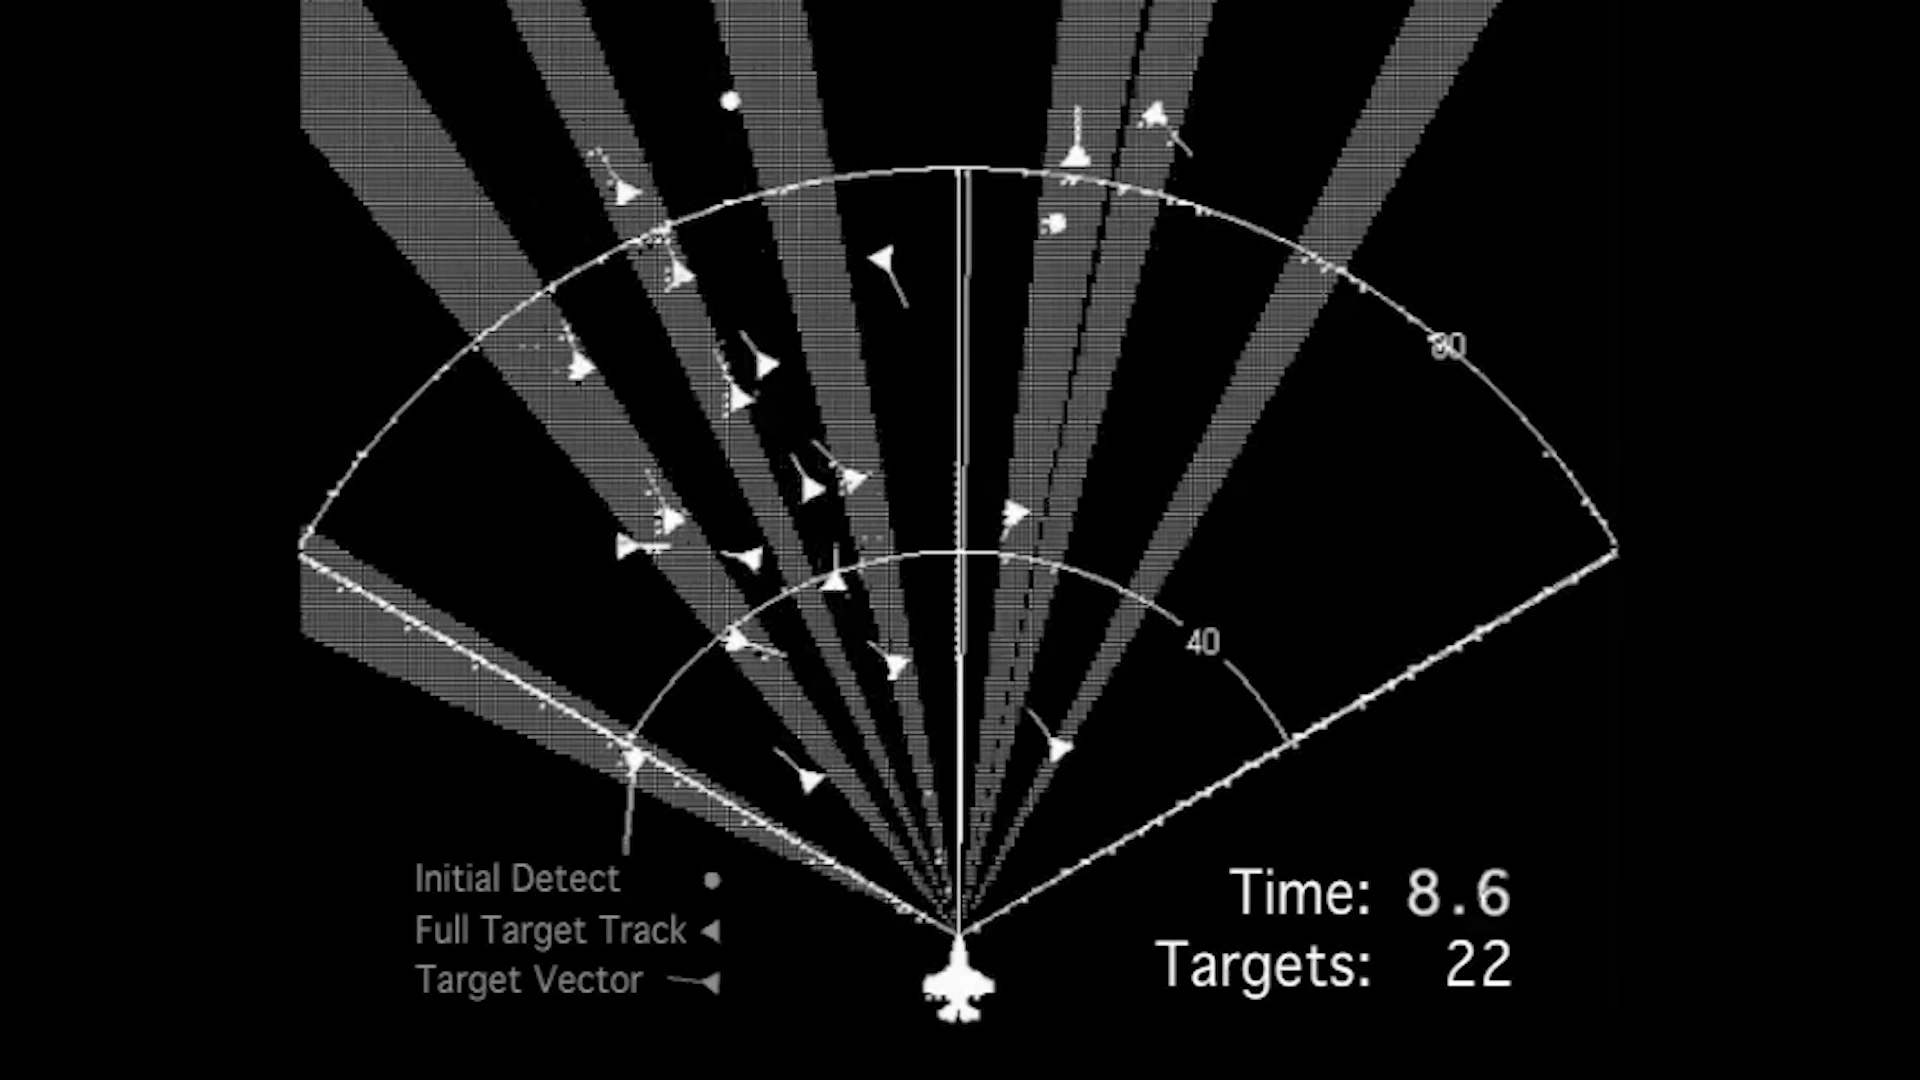 80
40
Initial Detect
Full Target Track
Target Vector
Time: 8.6
Targets: 22